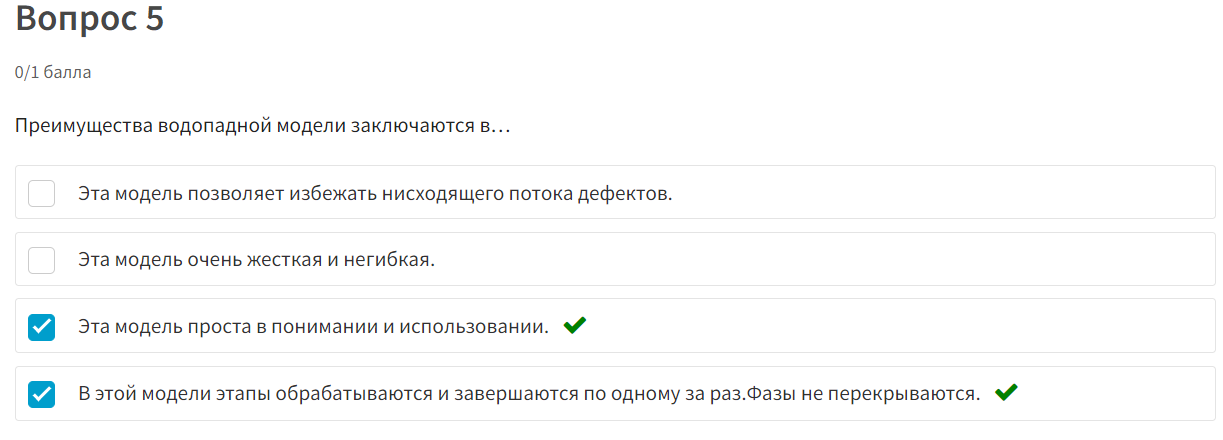 Вопрос 5
0/1 балла
Преимущества водопадной модели заключаются в…
Эта модель позволяет избежать нисходящего потока дефектов.
Эта модель очень жесткая и негибкая.
Эта модель проста в понимании и использовании.
В этой модели этапы обрабатываются и завершаются по одному за раз.Фазы не перекрываются.